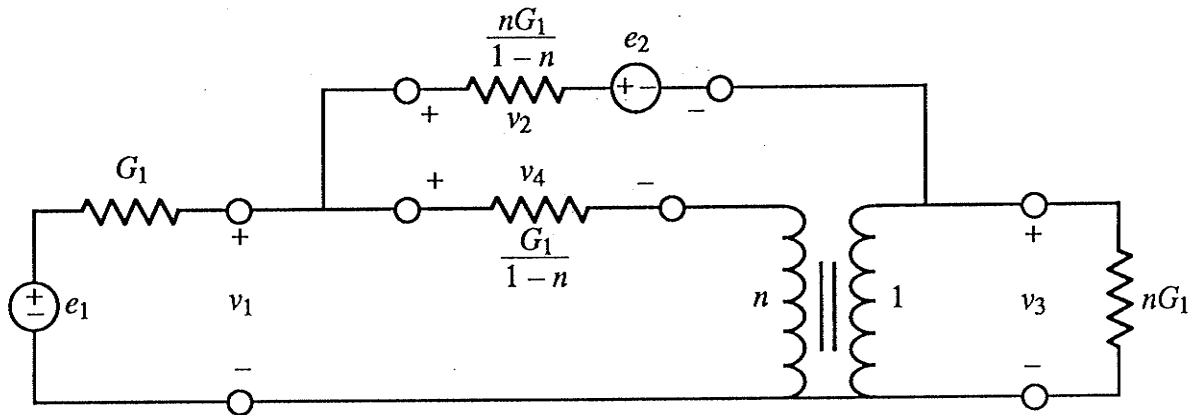 nG₁
1 − n
e₂
+ −
+
v₂
−
G₁
+
v₄
−
+
G₁
1 − n
+
+
−
e₁
v₁
n
1
v₃
nG₁
−
−